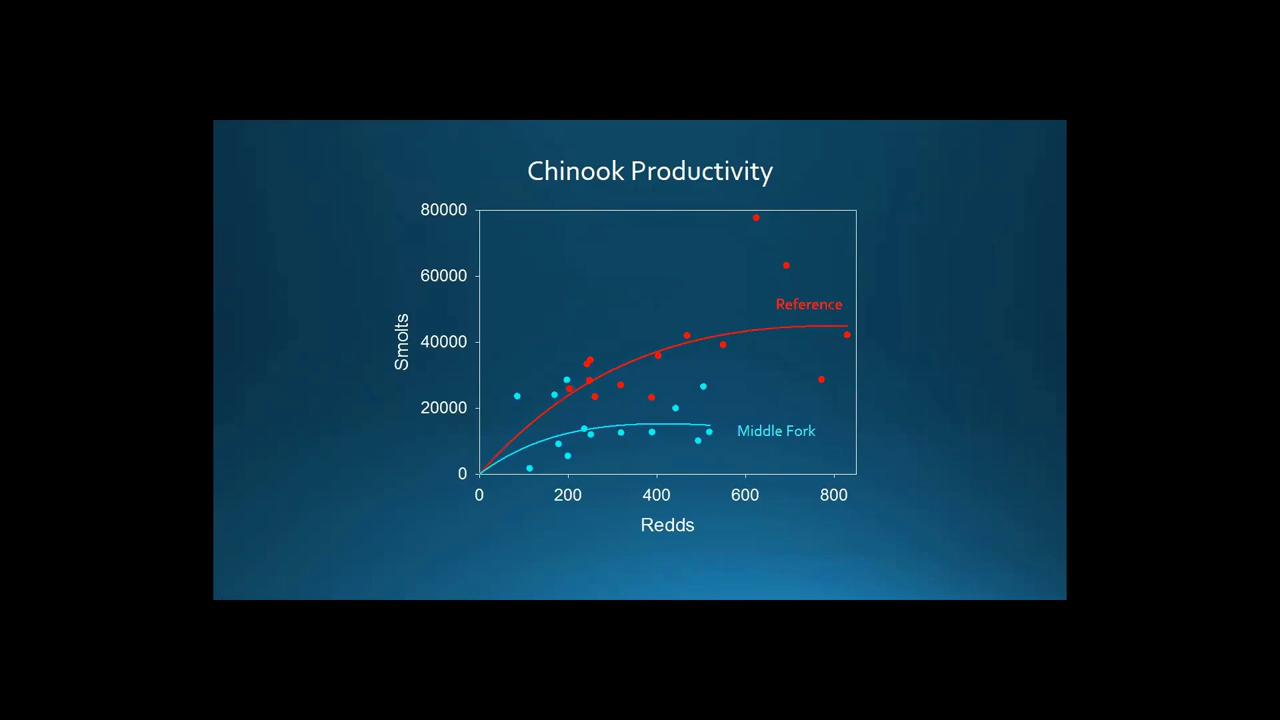 Chinook Productivity
80000
60000
Reference
40000
Smolts
20000
Middle Fork
0
0 200 400 600 800
Redds